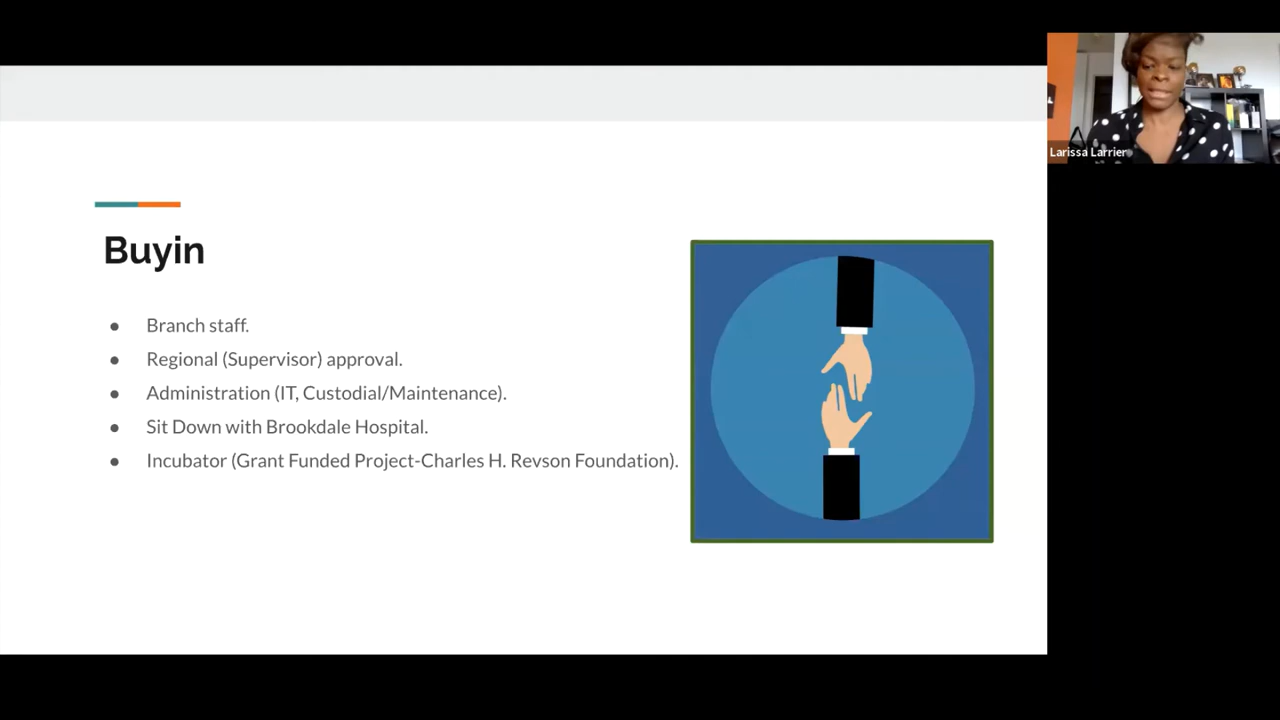 Buyin
● Branch staff.
● Regional (Supervisor) approval.
● Administration (IT, Custodial/Maintenance).
● Sit Down with Brookdale Hospital.
● Incubator (Grant Funded Project-Charles H. Revson Foundation).
Larissa Larrier